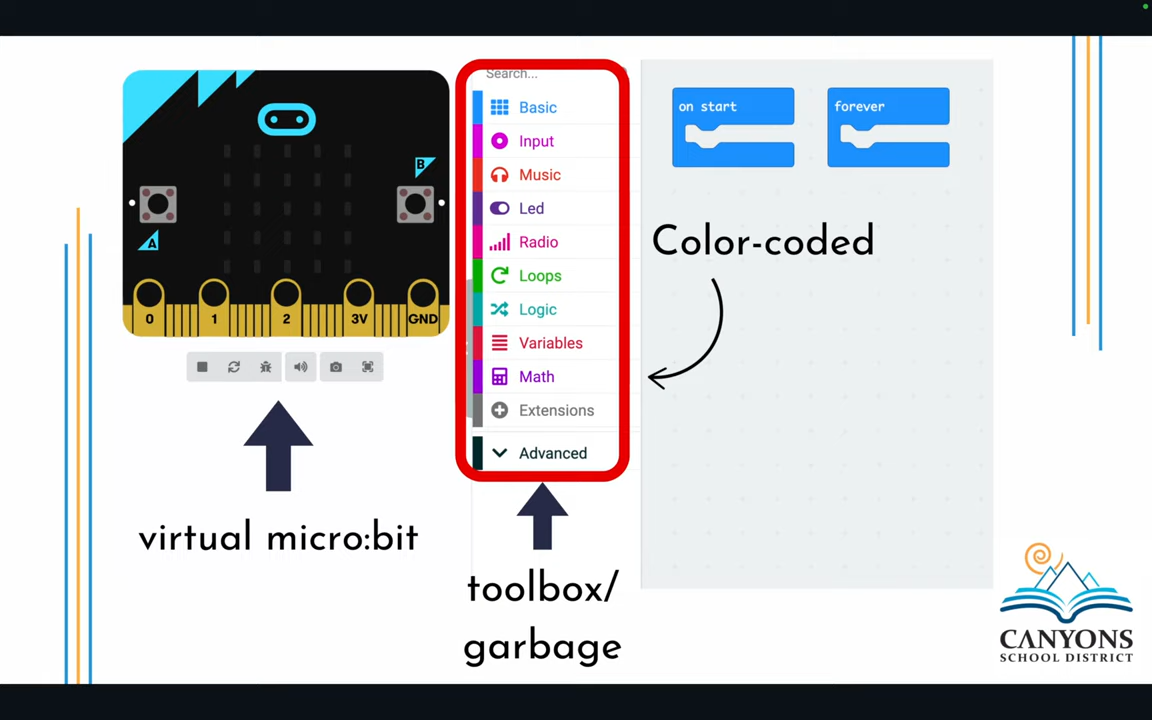 Search...
Basic
Input
Music
Led
Radio
Loops
Logic
Variables
Math
Extensions
Advanced
on start
forever
B
A
0
1
2
3V
GND
Color-coded
virtual micro:bit
toolbox/
garbage
CANYONS
SCHOOL DISTRICT